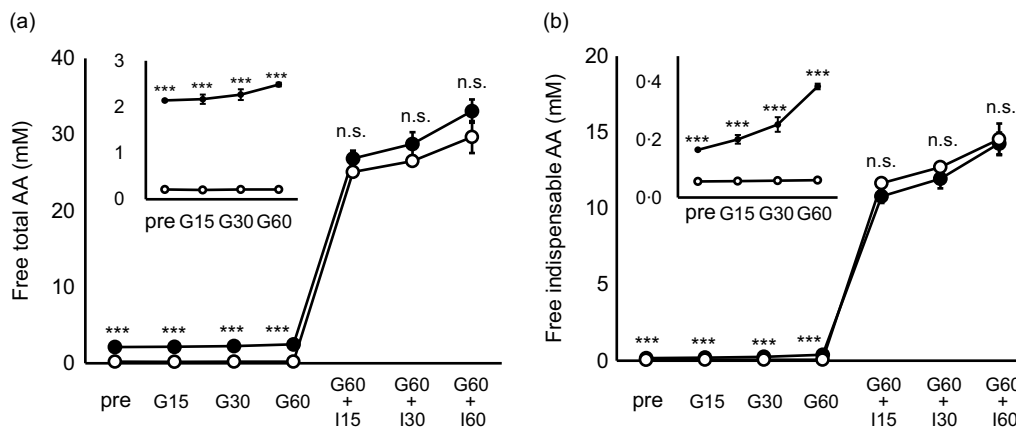 (a)
40
30
20
10
0
Free total AA (mM)
3
2
1
0
*** *** *** ***
pre G15 G30 G60
*** *** *** ***
n.s. n.s. n.s.
pre G15 G30 G60
G60 G60 G60
+ + +
I15 I30 I60
(b)
20
15
10
5
0
Free indispensable AA (mM)
0·4
0·2
0·0
*** *** *** ***
pre G15 G30 G60
*** *** *** ***
n.s. n.s. n.s.
pre G15 G30 G60
G60 G60 G60
+ + +
I15 I30 I60